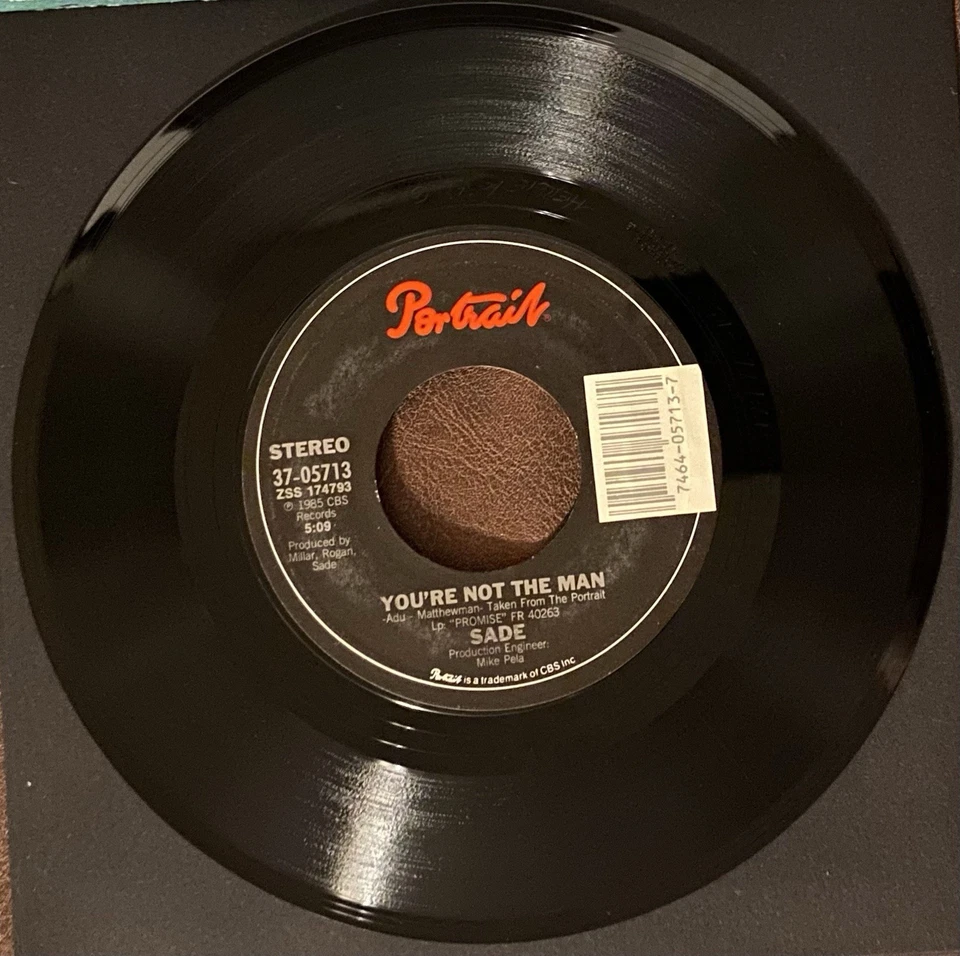 Portrait
STEREO
37-05713
ZSS 174793
℗ 1985 CBS
Records
5:09
Produced by
Millar, Rogan,
Sade
7464-05713-7
YOU'RE NOT THE MAN
-Adu - Matthewman- Taken From The Portrait
Lp: "PROMISE" FR 40263
SADE
Production Engineer:
Mike Pela
Portrait is a trademark of CBS Inc